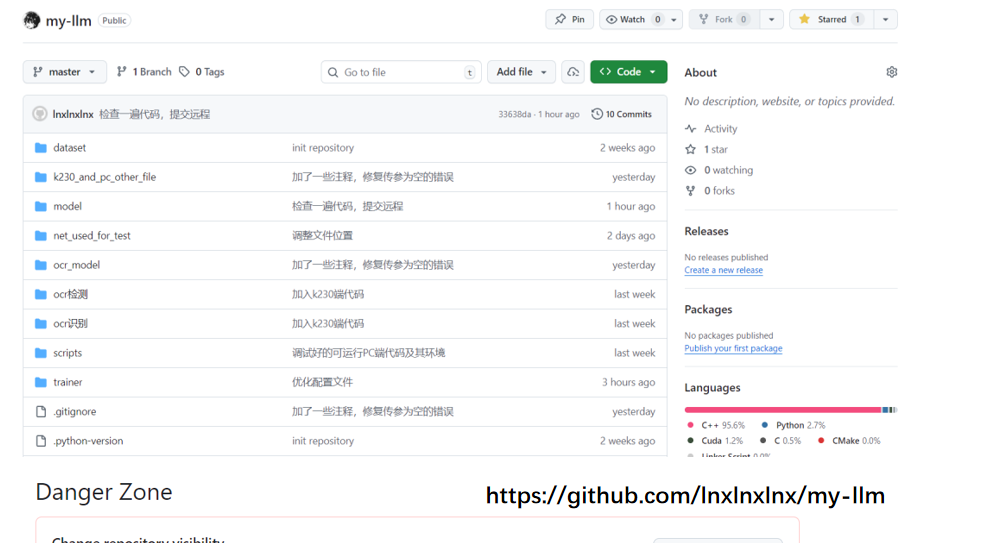 my-llm Public
Pin
Watch 0
Fork 0
Starred 1
master
1 Branch
0 Tags
Go to file
t
Add file
Code
About
No description, website, or topics provided.
lnxlnxlnx 检查一遍代码，提交远程
33638da · 1 hour ago
10 Commits
dataset
init repository
2 weeks ago
k230_and_pc_other_file
加了一些注释，修复传参为空的错误
yesterday
model
检查一遍代码，提交远程
1 hour ago
net_used_for_test
调整文件位置
2 days ago
ocr_model
加了一些注释，修复传参为空的错误
yesterday
ocr检测
加入k230端代码
last week
ocr识别
加入k230端代码
last week
scripts
调试好的可运行PC端代码及其环境
last week
trainer
优化配置文件
3 hours ago
.gitignore
加了一些注释，修复传参为空的错误
yesterday
.python-version
init repository
2 weeks ago
Activity
1 star
0 watching
0 forks
Releases
No releases published
Create a new release
Packages
No packages published
Publish your first package
Languages
C++ 95.6%
Python 2.7%
Cuda 1.2%
C 0.5%
CMake 0.0%
Linker Script 0.0%
Danger Zone
https://github.com/lnxlnxlnx/my-llm
Change repository visibility